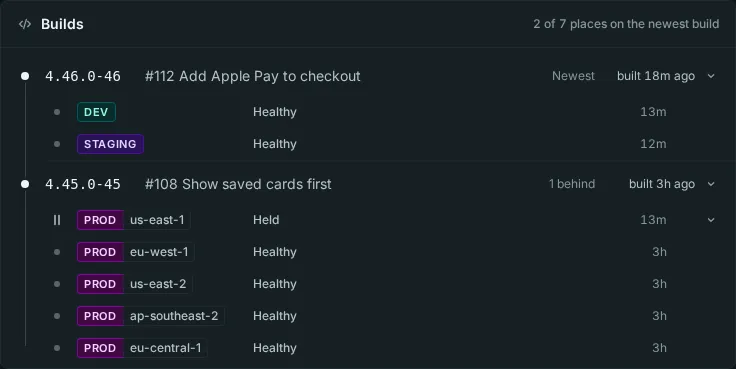 Builds 2 of 7 places on the newest build
4.46.0-46 #112 Add Apple Pay to checkout Newest built 18m ago
DEV Healthy 13m
STAGING Healthy 12m
4.45.0-45 #108 Show saved cards first 1 behind built 3h ago
PROD us-east-1 Held 13m
PROD eu-west-1 Healthy 3h
PROD us-east-2 Healthy 3h
PROD ap-southeast-2 Healthy 3h
PROD eu-central-1 Healthy 3h